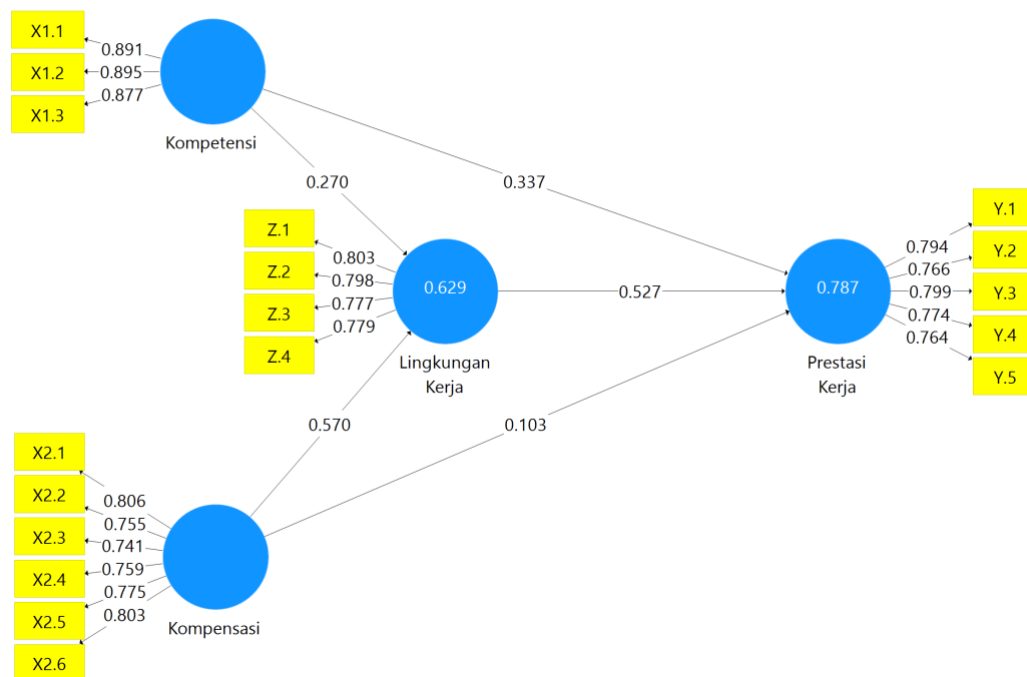 X1.1
0.891
X1.2
0.895
X1.3
0.877
Kompetensi
0.270
0.337
Z.1
0.803
Z.2
0.798
Z.3
0.777
Z.4
0.779
0.629
Lingkungan
Kerja
0.527
0.787
Prestasi
Kerja
Y.1
0.794
Y.2
0.766
Y.3
0.799
Y.4
0.774
Y.5
0.764
0.570
0.103
X2.1
0.806
X2.2
0.755
X2.3
0.741
X2.4
0.759
X2.5
0.775
X2.6
0.803
Kompensasi